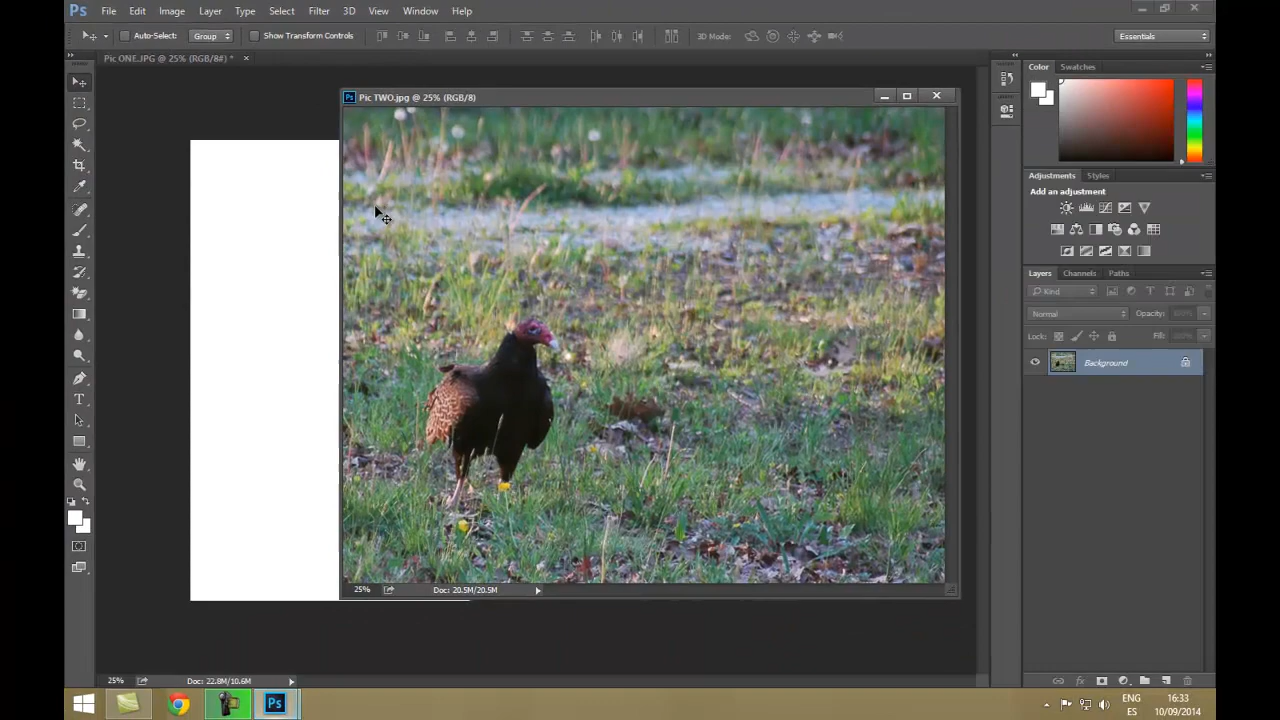 Ps File Edit Image Layer Type Select Filter 3D View Window Help
Auto-Select: Group Show Transform Controls 3D Mode: Essentials
Pic ONE.JPG @ 25% (RGB/8#) *
Color Swatches
Pic TWO.jpg @ 25% (RGB/8)
Adjustments Styles
Add an adjustment
Layers Channels Paths
Kind
Normal Opacity: 100%
Lock: Fill: 100%
Background
25% Doc: 20.5M/20.5M
25% Doc: 22.8M/10.6M
Ps
ENG 16:33
ES 10/09/2014